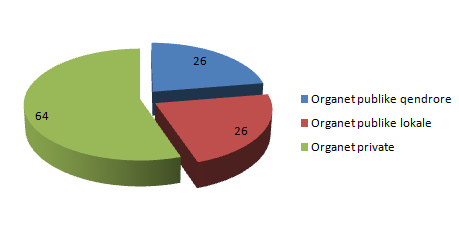 26
26
64
Organet publike qendrore
Organet publike lokale
Organet private